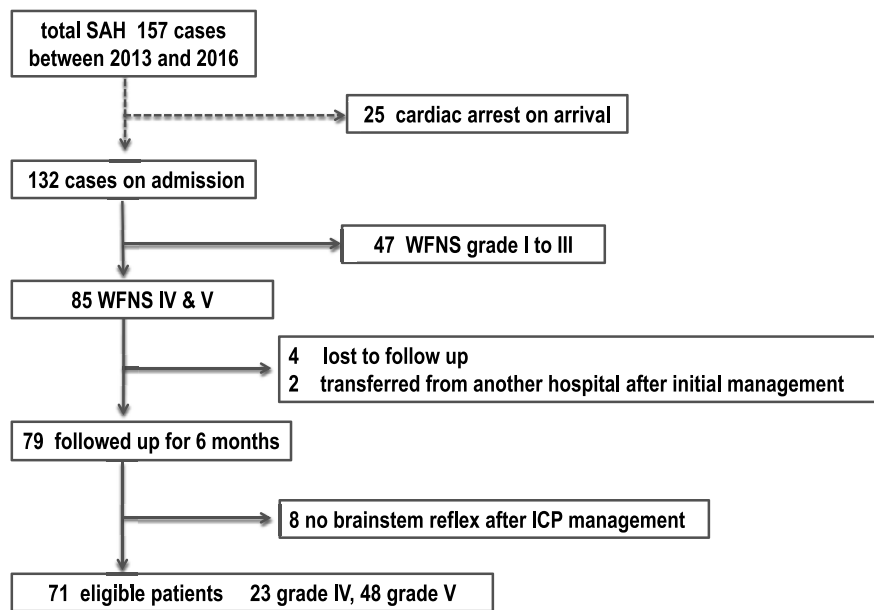 total SAH 157 cases
between 2013 and 2016
25 cardiac arrest on arrival
132 cases on admission
47 WFNS grade I to III
85 WFNS IV & V
4 lost to follow up
2 transferred from another hospital after initial management
79 followed up for 6 months
8 no brainstem reflex after ICP management
71 eligible patients 23 grade IV, 48 grade V